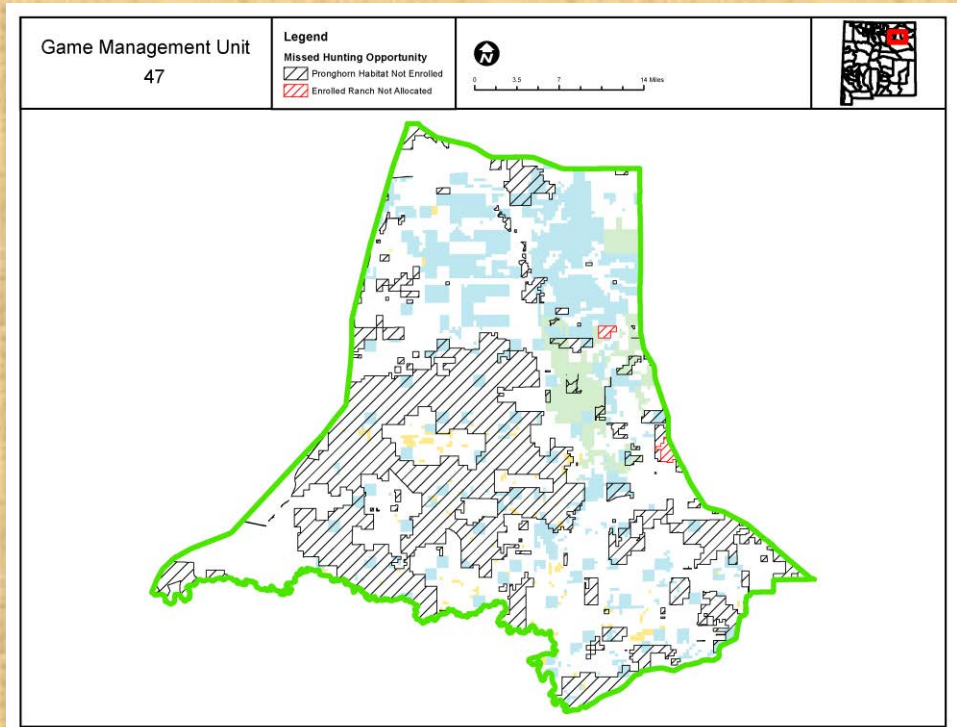 Game Management Unit
47
Legend
Missed Hunting Opportunity
Pronghorn Habitat Not Enrolled
Enrolled Ranch Not Allocated
N
0 3.5 7 14 Miles